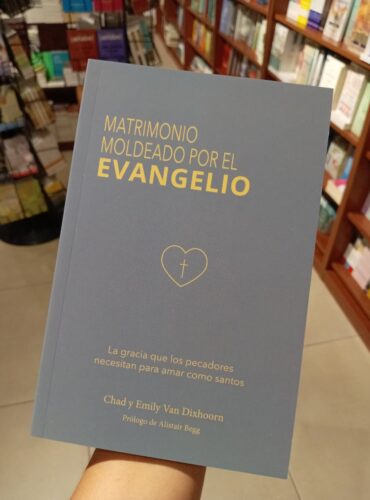 MATRIMONIO
MOLDEADO POR EL
EVANGELIO
La gracia que los pecadores
necesitan para amar como santos
Chad y Emily Van Dixhoorn
Prólogo de Alistair Begg